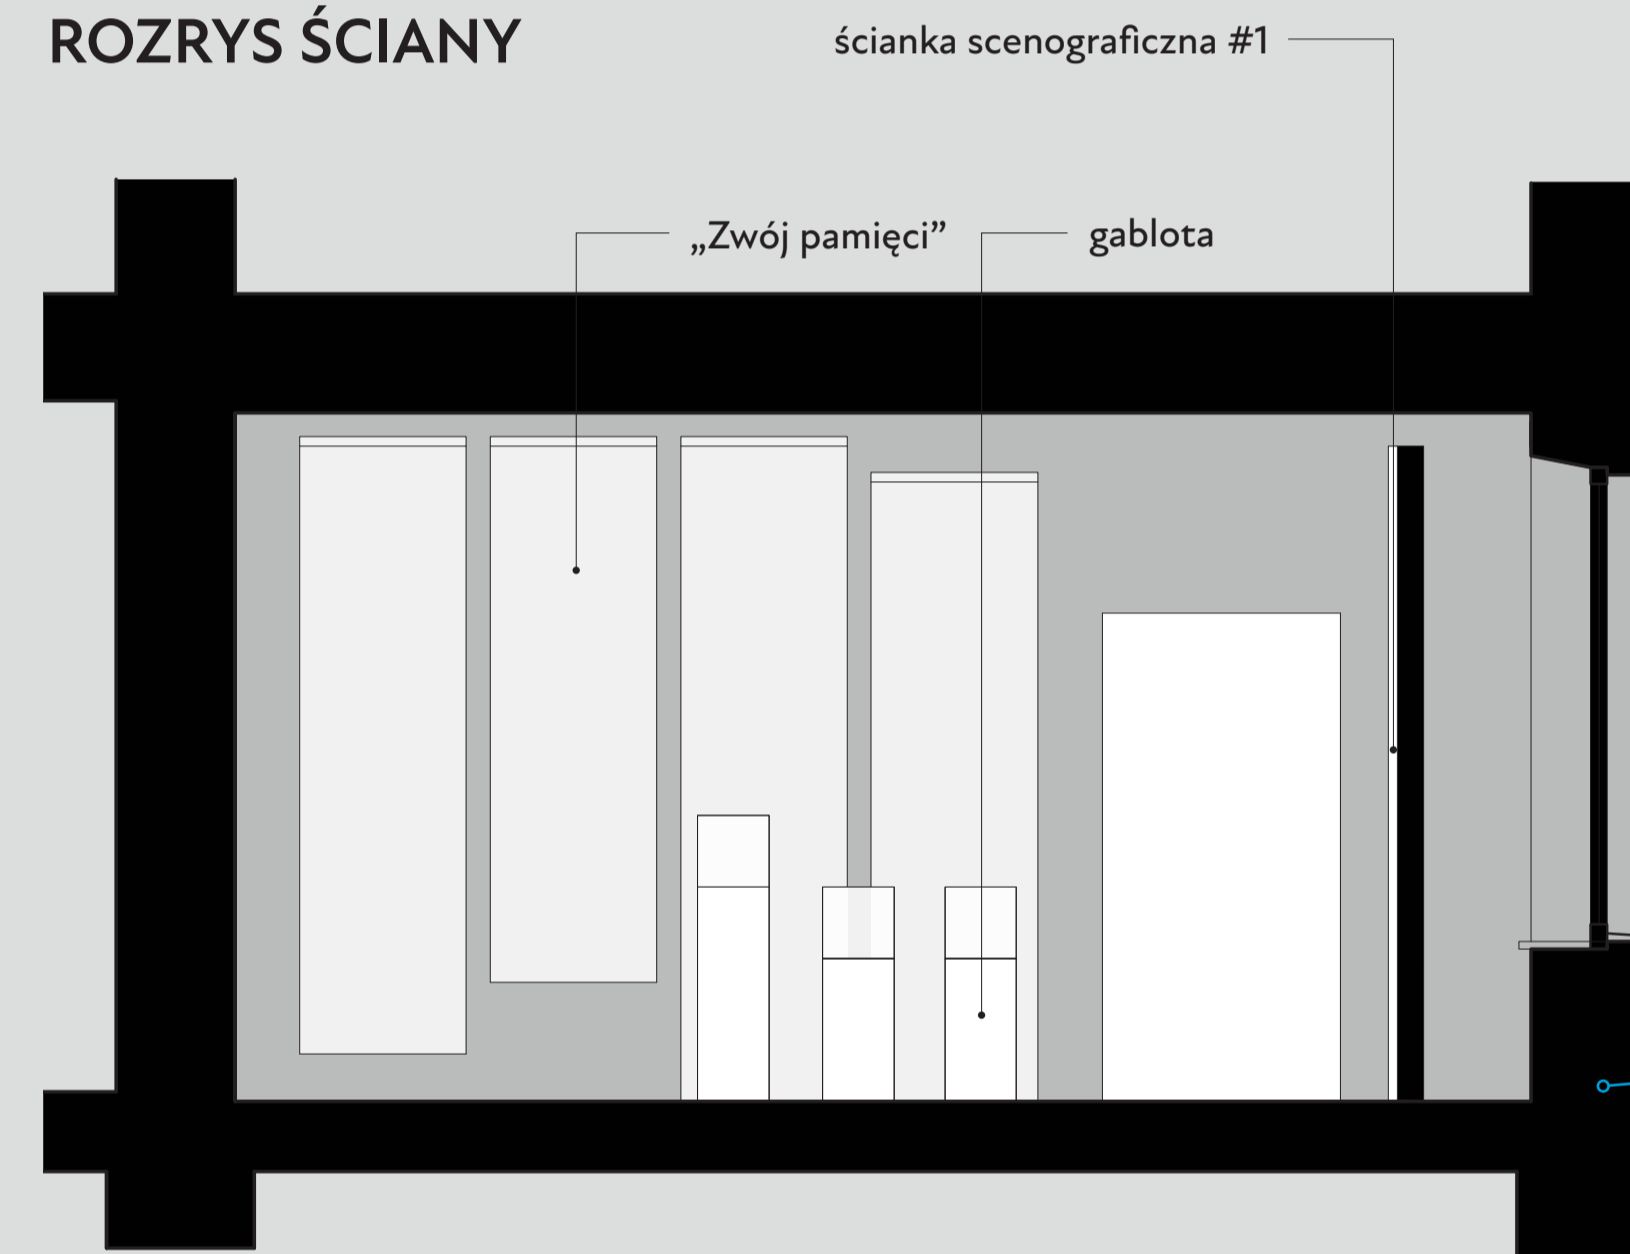 ROZRYS ŚCIANY
ścianka scenograficzna #1
„Zwój pamięci”
gablota